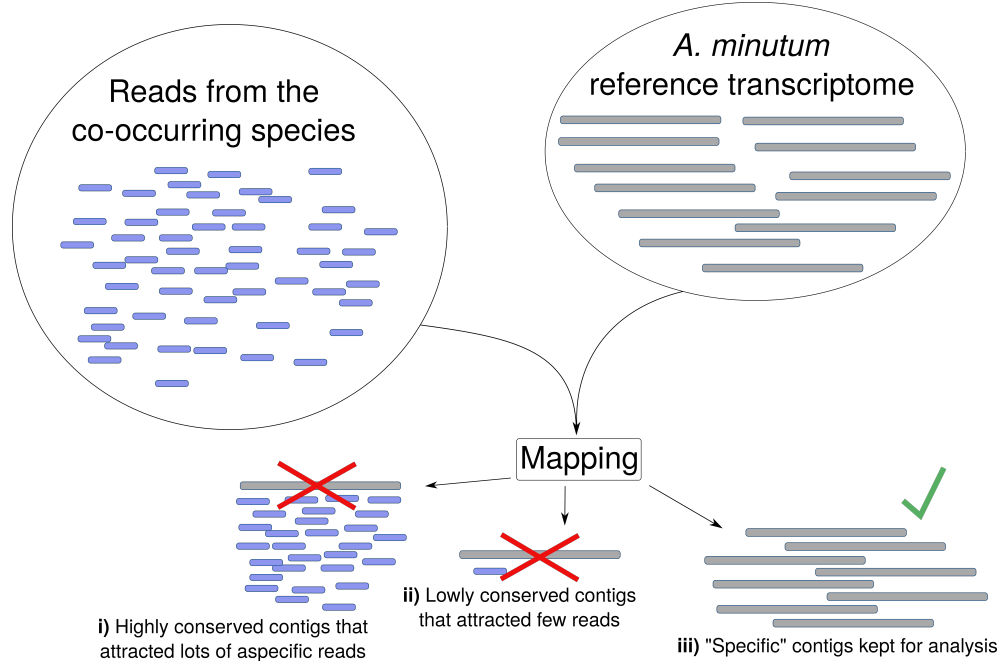 Reads from the
co-occurring species
A. minutum
reference transcriptome
Mapping
i) Highly conserved contigs that
attracted lots of aspecific reads
ii) Lowly conserved contigs
that attracted few reads
iii) "Specific" contigs kept for analysis